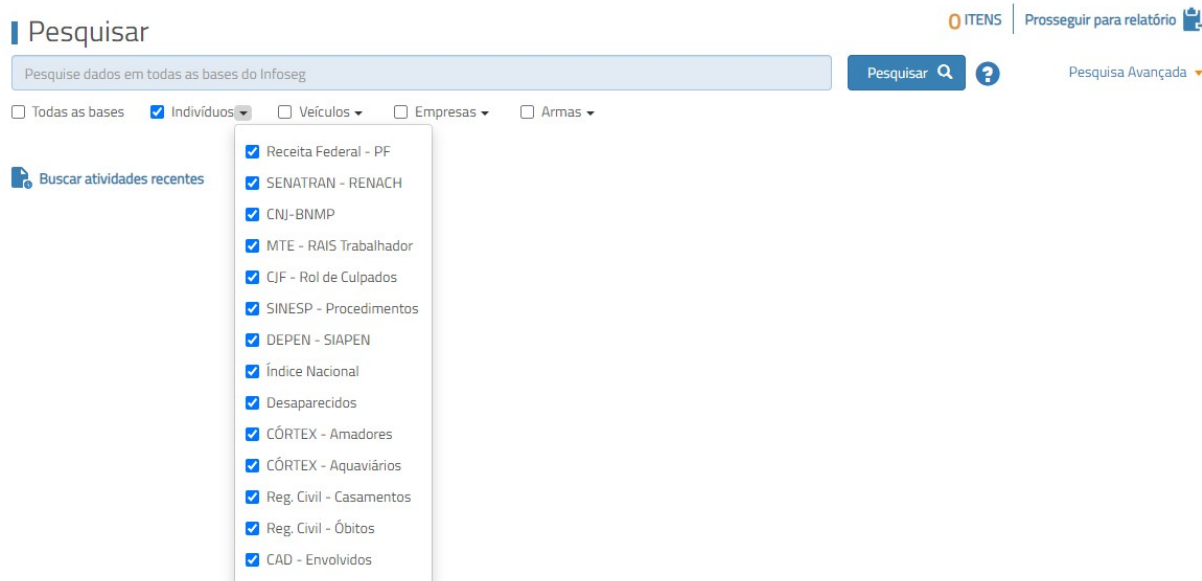 0 ITENS
Prosseguir para relatório
Pesquisar
Pesquise dados em todas as bases do Infoseg
Pesquisar
?
Pesquisa Avançada
Todas as bases
Indivíduos
Veículos
Empresas
Armas
Buscar atividades recentes
Receita Federal - PF
SENATRAN - RENACH
CNJ-BNMP
MTE - RAIS Trabalhador
CJF - Rol de Culpados
SINESP - Procedimentos
DEPEN - SIAPEN
Índice Nacional
Desaparecidos
CÓRTEX - Amadores
CÓRTEX - Aquaviários
Reg. Civil - Casamentos
Reg. Civil - Óbitos
CAD - Envolvidos